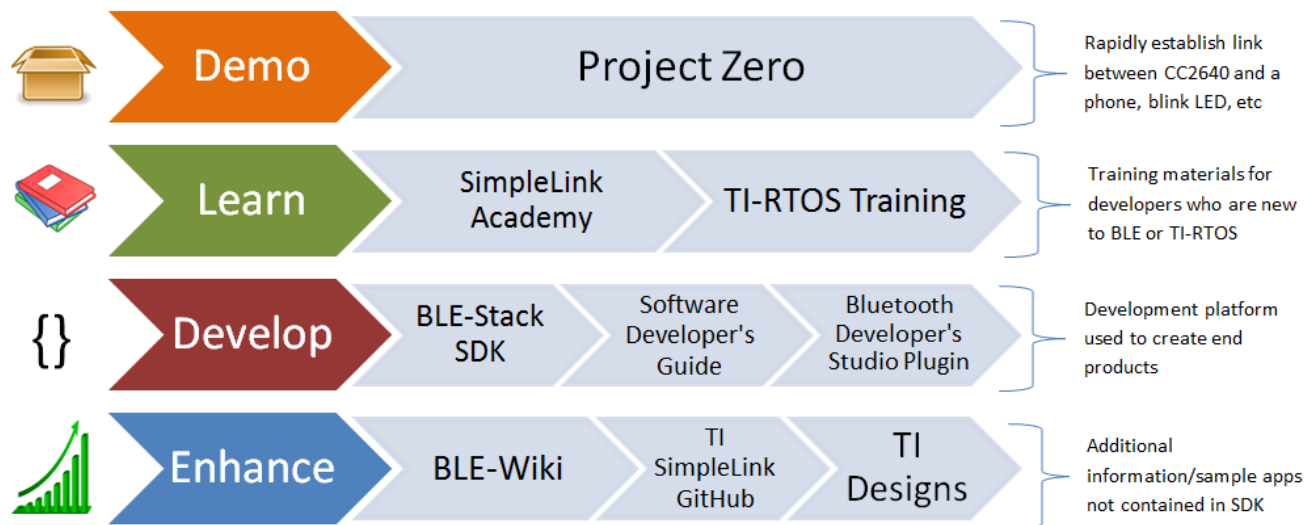 Demo
Project Zero
Rapidly establish link
between CC2640 and a
phone, blink LED, etc
Learn
SimpleLink
Academy
TI-RTOS Training
Training materials for
developers who are new
to BLE or TI-RTOS
{}
Develop
BLE-Stack
SDK
Software
Developer's
Guide
Bluetooth
Developer's
Studio Plugin
Development platform
used to create end
products
Enhance
BLE-Wiki
TI
SimpleLink
GitHub
TI
Designs
Additional
information/sample apps
not contained in SDK